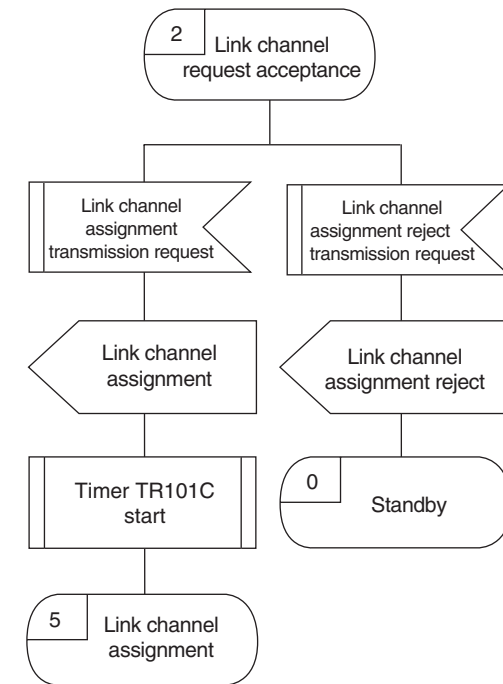 2
Link channel
request acceptance
Link channel
assignment
transmission request
Link channel
assignment reject
transmission request
Link channel
assignment
Link channel
assignment reject
Timer TR101C
start
0
Standby
5
Link channel
assignment